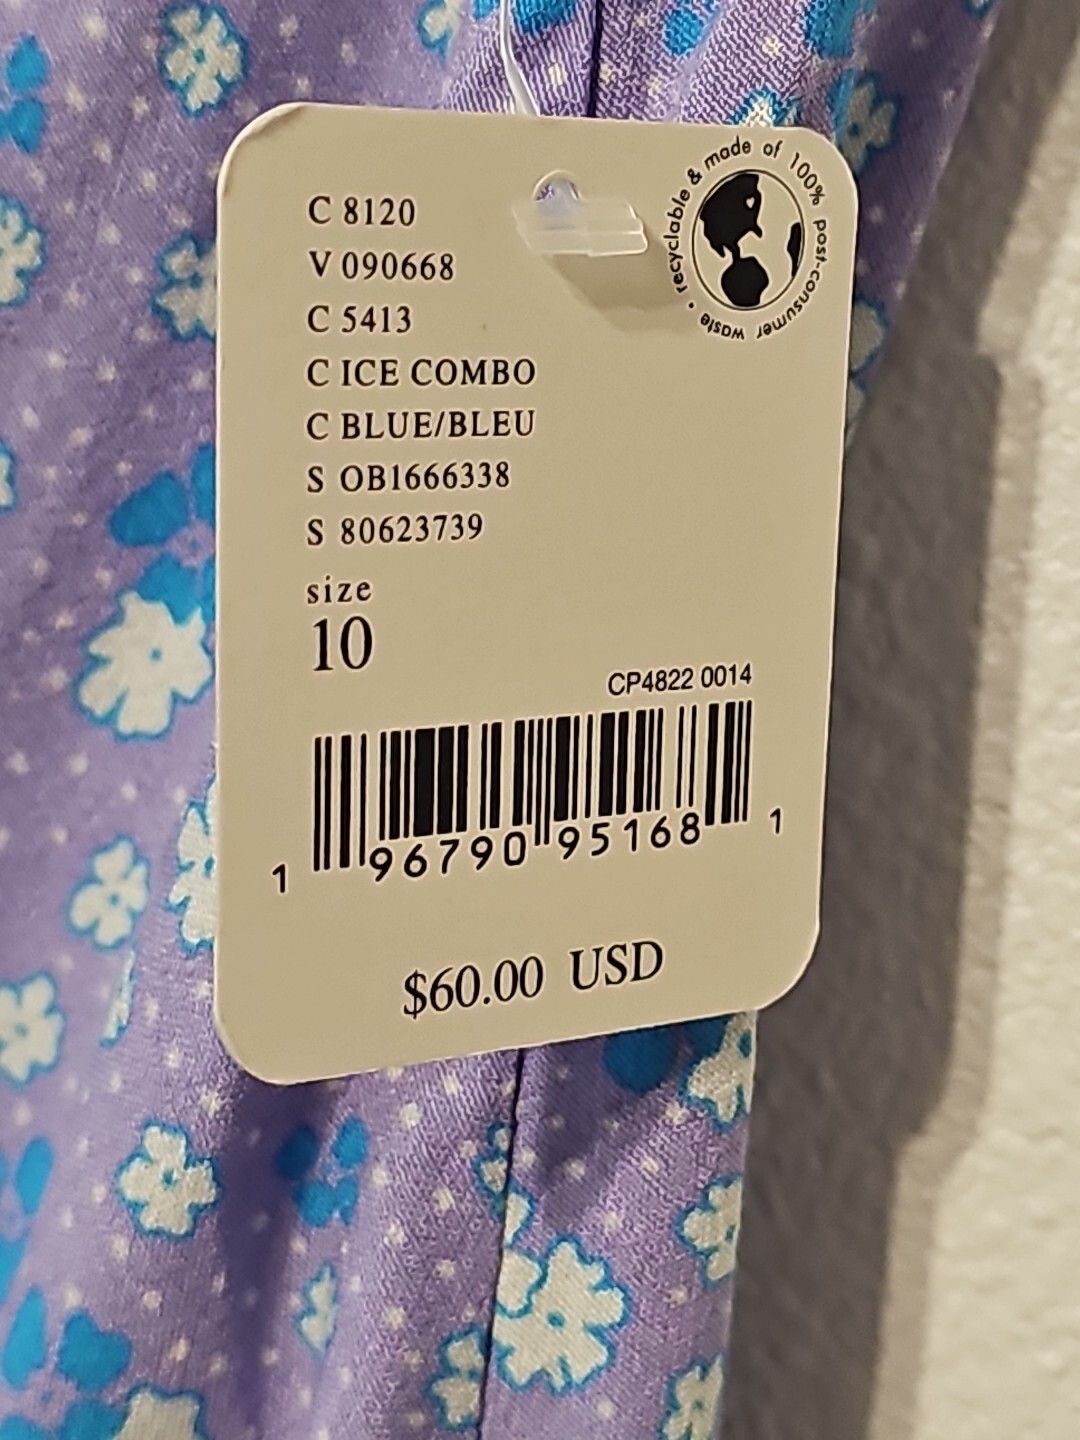 C 8120
V 090668
C 5413
C ICE COMBO
C BLUE/BLEU
S OB1666338
S 80623739
size
10
recyclable & made of 100% post-consumer waste •
CP4822 0014
1 96790 95168 1
$60.00 USD